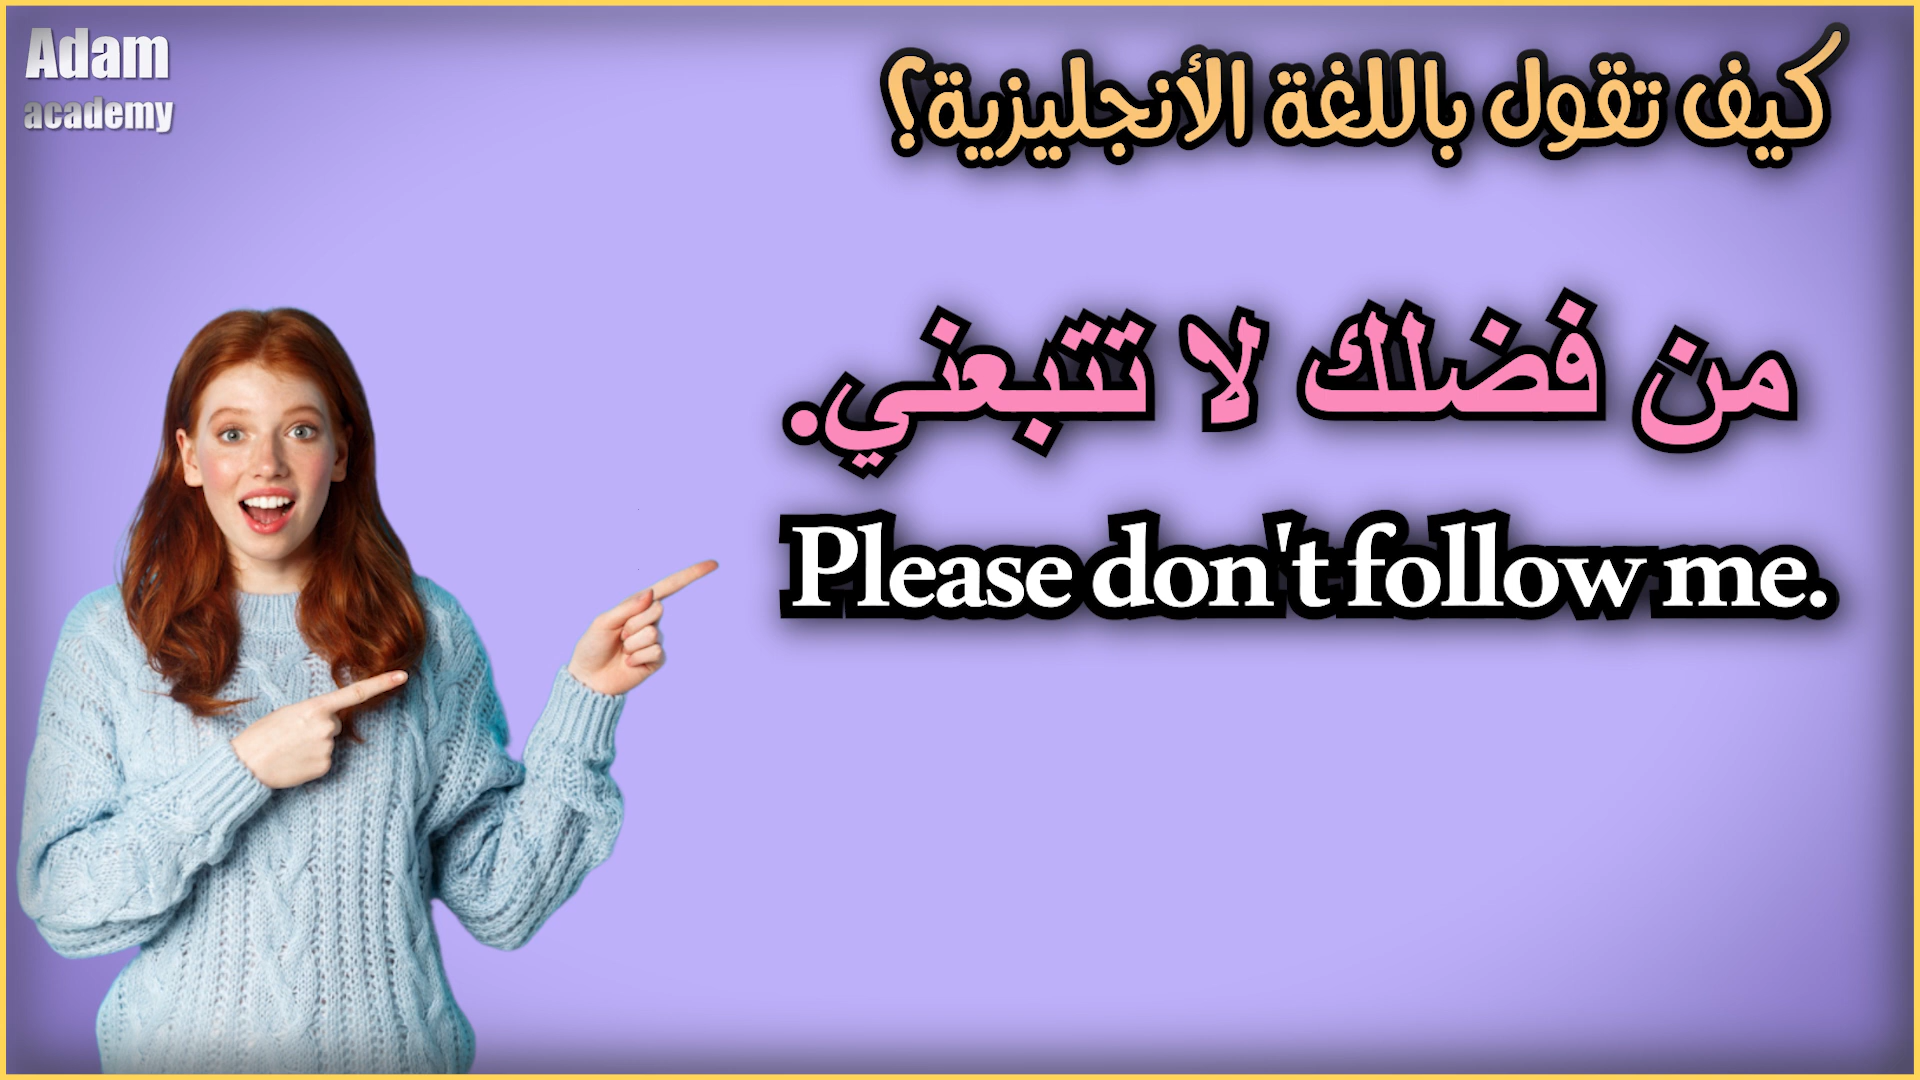 Adam
academy
كيف تقول باللغة الأنجليزية؟
من فضلك لا تتبعني.
Please don't follow me.